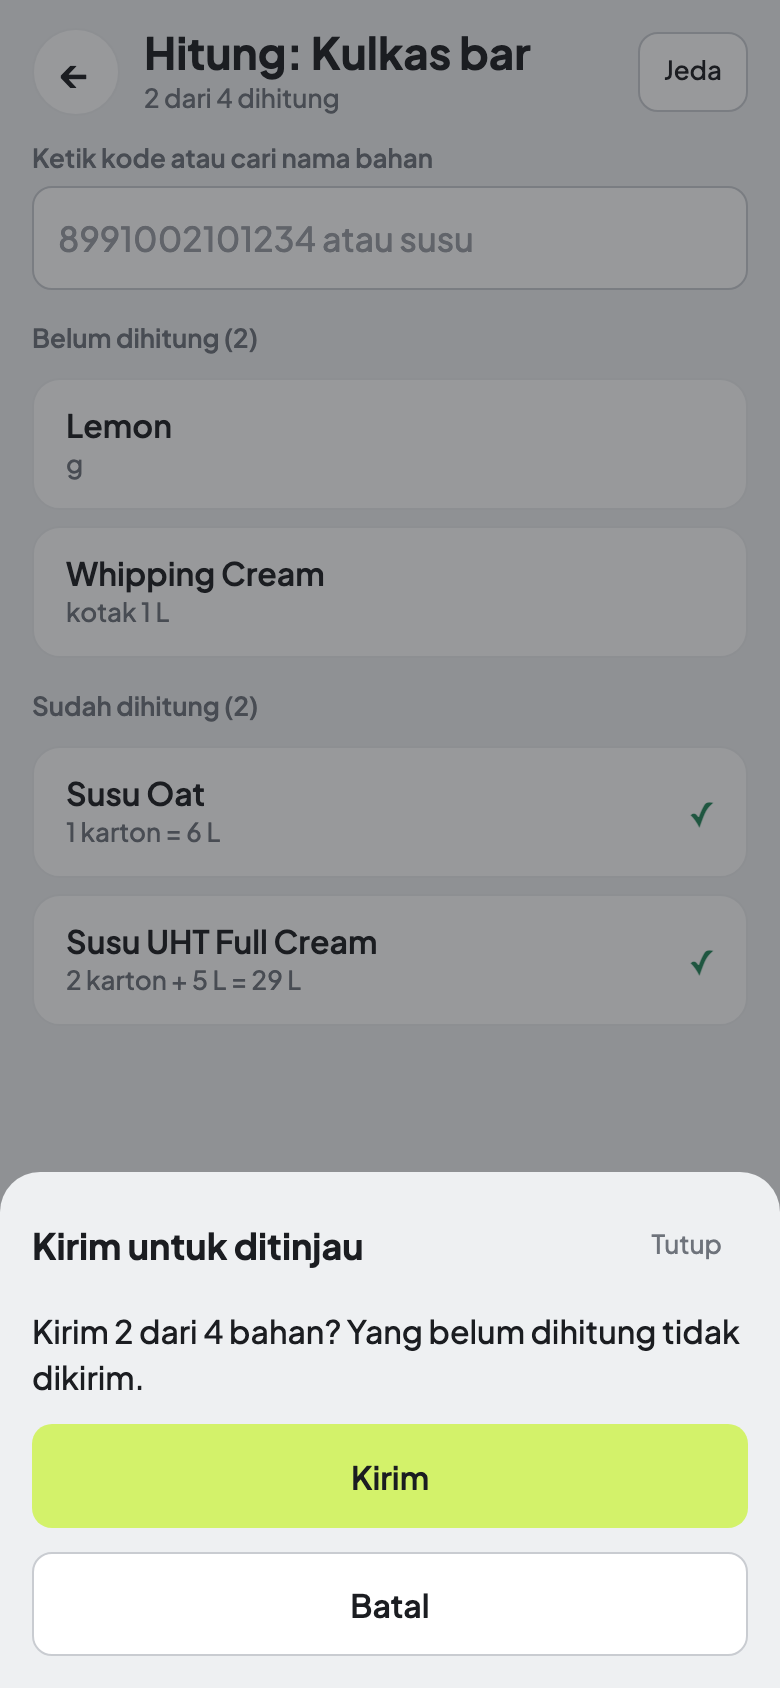 Hitung: Kulkas bar
2 dari 4 dihitung
Jeda
Ketik kode atau cari nama bahan
8991002101234 atau susu
Belum dihitung (2)
Lemon
g
Whipping Cream
kotak 1 L
Sudah dihitung (2)
Susu Oat
1 karton = 6 L
Susu UHT Full Cream
2 karton + 5 L = 29 L
Kirim untuk ditinjau
Tutup
Kirim 2 dari 4 bahan? Yang belum dihitung tidak
dikirim.
Kirim
Batal